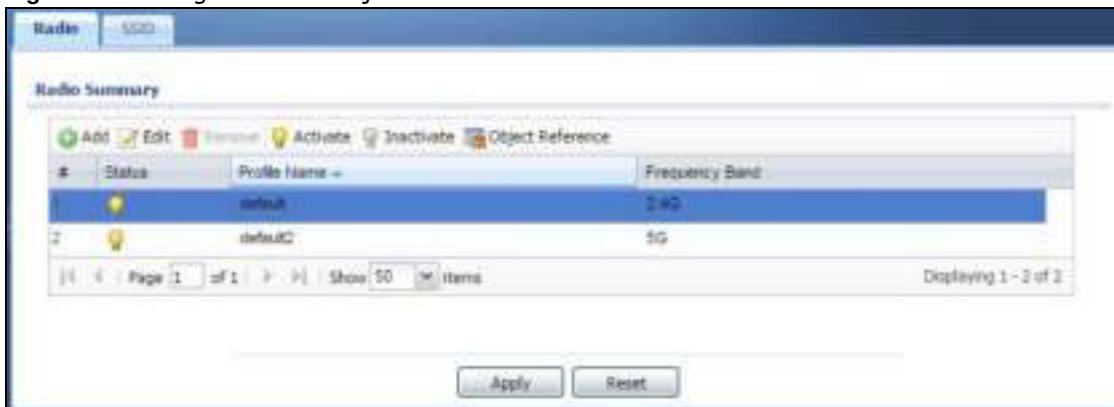 Radio SSID
Radio Summary
Add Edit Remove Activate Inactivate Object Reference
# Status Profile Name Frequency Band
1 default 2.4G
2 default2 5G
Page 1 of 1 Show 50 items Displaying 1 - 2 of 2
Apply Reset